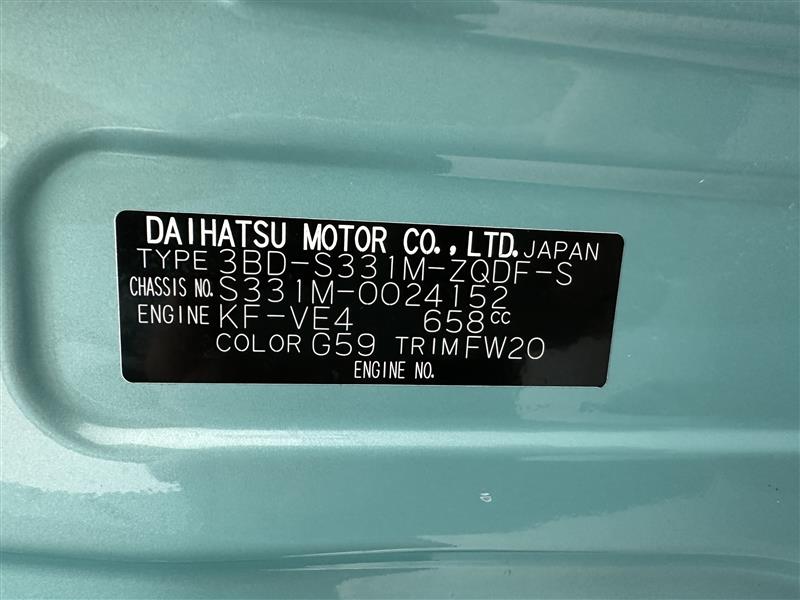 DAIHATSU MOTOR CO.,LTD. JAPAN
TYPE 3BD-S331M-ZQDF-S
CHASSIS NO. S331M-0024152
ENGINE KF-VE4 658cc
COLOR G59 TRIM FW20
ENGINE NO.